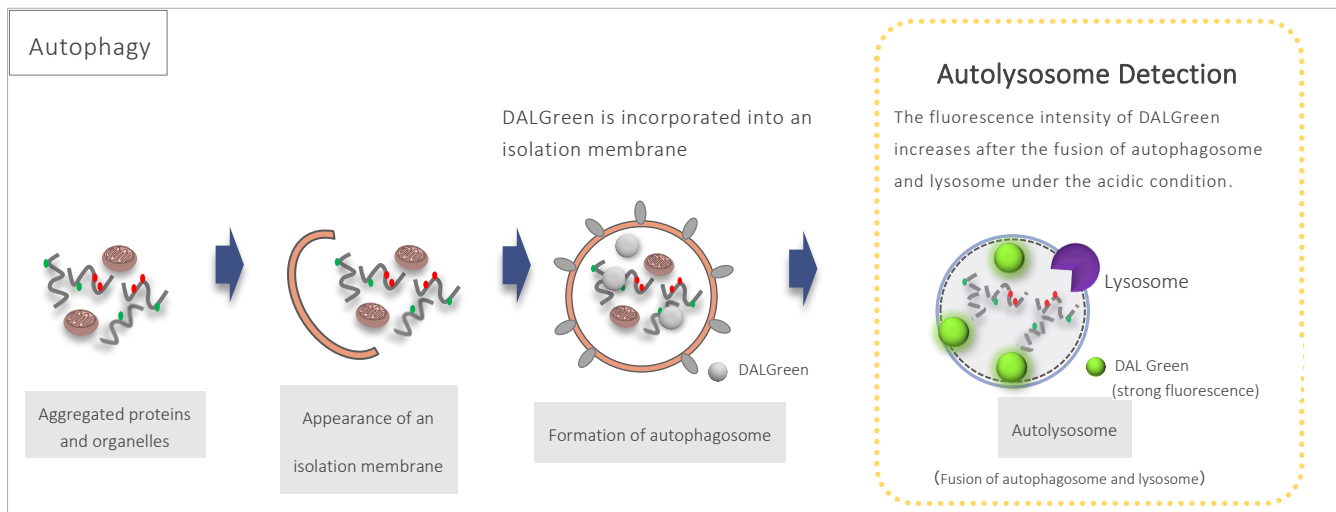 Autophagy
Autolysosome Detection
DALGreen is incorporated into an
isolation membrane
The fluorescence intensity of DALGreen
increases after the fusion of autophagosome
and lysosome under the acidic condition.
Lysosome
DALGreen
DAL Green
(strong fluorescence)
Aggregated proteins
and organelles
Appearance of an
isolation membrane
Formation of autophagosome
Autolysosome
(Fusion of autophagosome and lysosome)